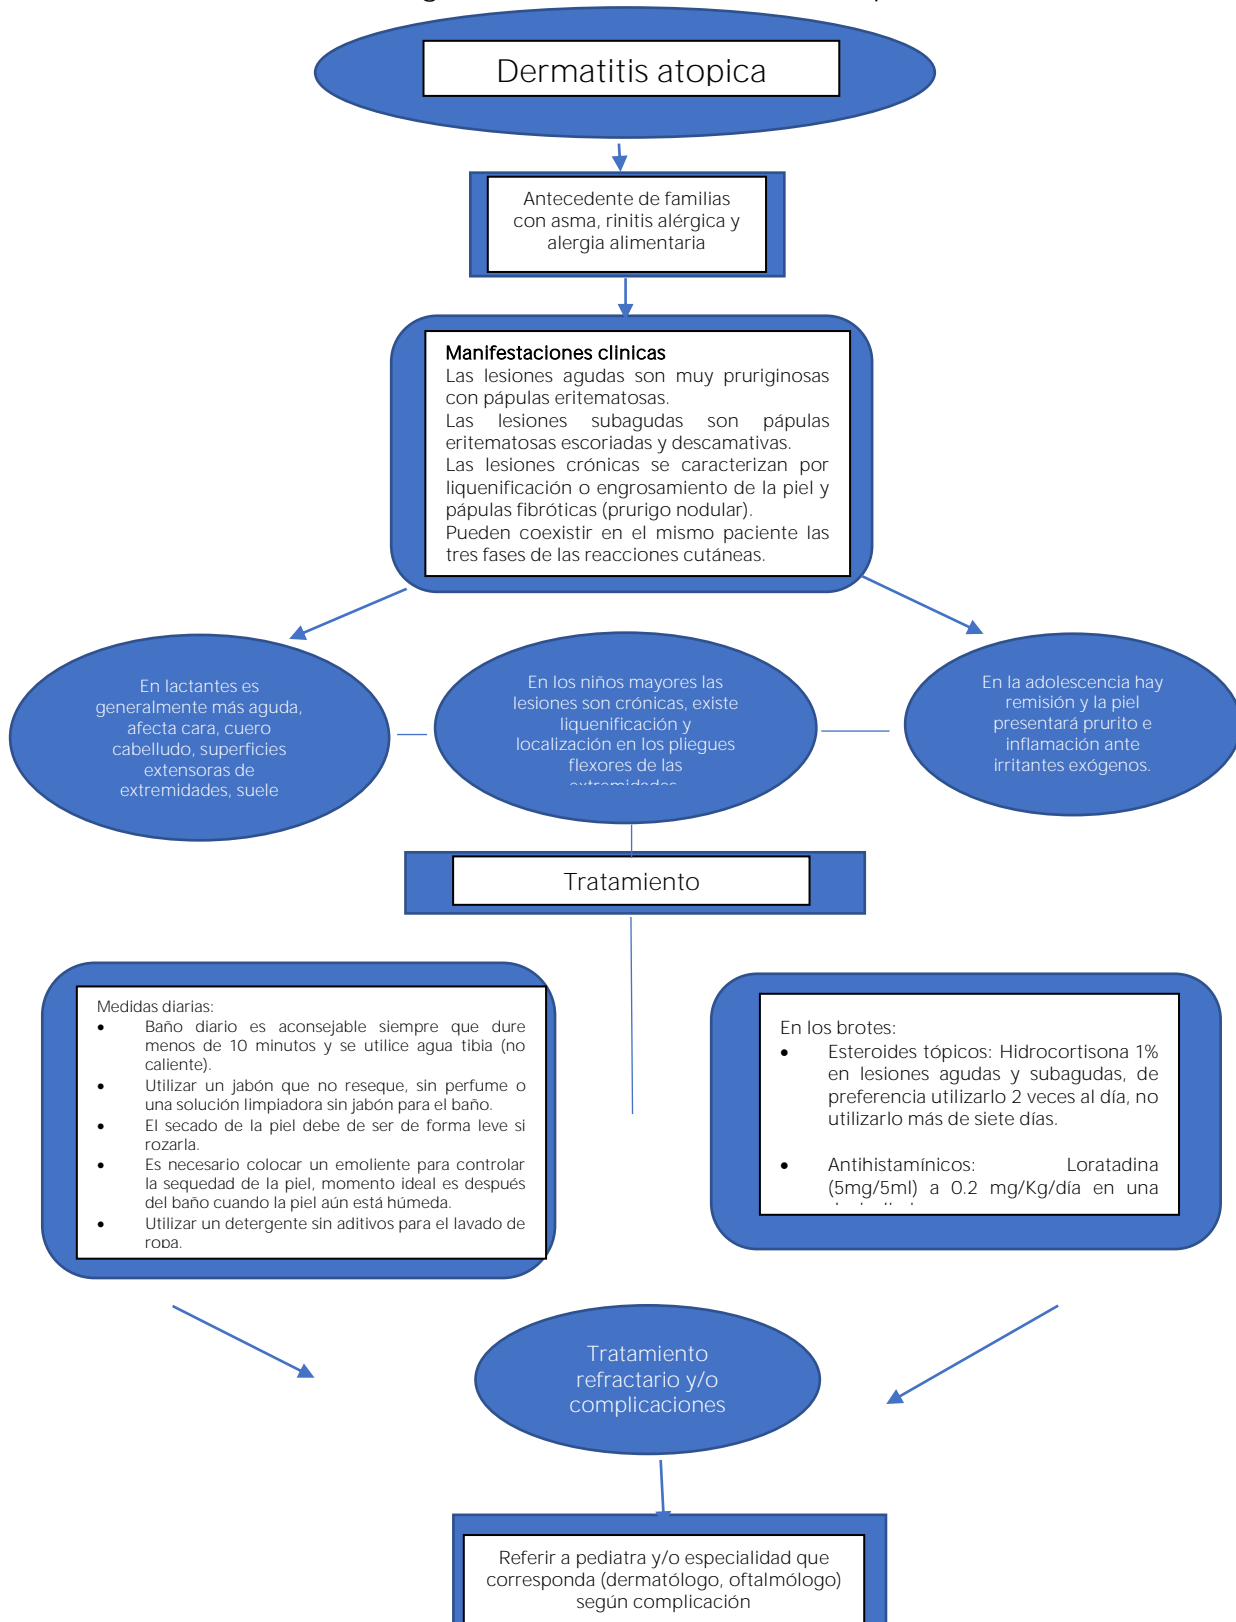 Dermatitis atopica
Antecedente de familias
con asma, rinitis alérgica y
alergia alimentaria
Manifestaciones clinicas
Las lesiones agudas son muy pruriginosas
con pápulas eritematosas.
Las lesiones subagudas son pápulas
eritematosas escoriadas y descamativas.
Las lesiones crónicas se caracterizan por
liquenificación o engrosamiento de la piel y
pápulas fibróticas (prurigo nodular).
Pueden coexistir en el mismo paciente las
tres fases de las reacciones cutáneas.
En lactantes es
generalmente más aguda,
afecta cara, cuero
cabelludo, superficies
extensoras de
extremidades, suele
En los niños mayores las
lesiones son crónicas, existe
liquenificación y
localización en los pliegues
flexores de las
extremidades
En la adolescencia hay
remisión y la piel
presentará prurito e
inflamación ante
irritantes exógenos.
Tratamiento
Medidas diarias:
• Baño diario es aconsejable siempre que dure
menos de 10 minutos y se utilice agua tibia (no
caliente).
• Utilizar un jabón que no reseque, sin perfume o
una solución limpiadora sin jabón para el baño.
• El secado de la piel debe de ser de forma leve si
rozarla.
• Es necesario colocar un emoliente para controlar
la sequedad de la piel, momento ideal es después
del baño cuando la piel aún está húmeda.
• Utilizar un detergente sin aditivos para el lavado de
ropa.
En los brotes:
• Esteroides tópicos: Hidrocortisona 1%
en lesiones agudas y subagudas, de
preferencia utilizarlo 2 veces al día, no
utilizarlo más de siete días.
• Antihistamínicos: Loratadina
(5mg/5ml) a 0.2 mg/Kg/día en una
Tratamiento
refractario y/o
complicaciones
Referir a pediatra y/o especialidad que
corresponda (dermatólogo, oftalmólogo)
según complicación